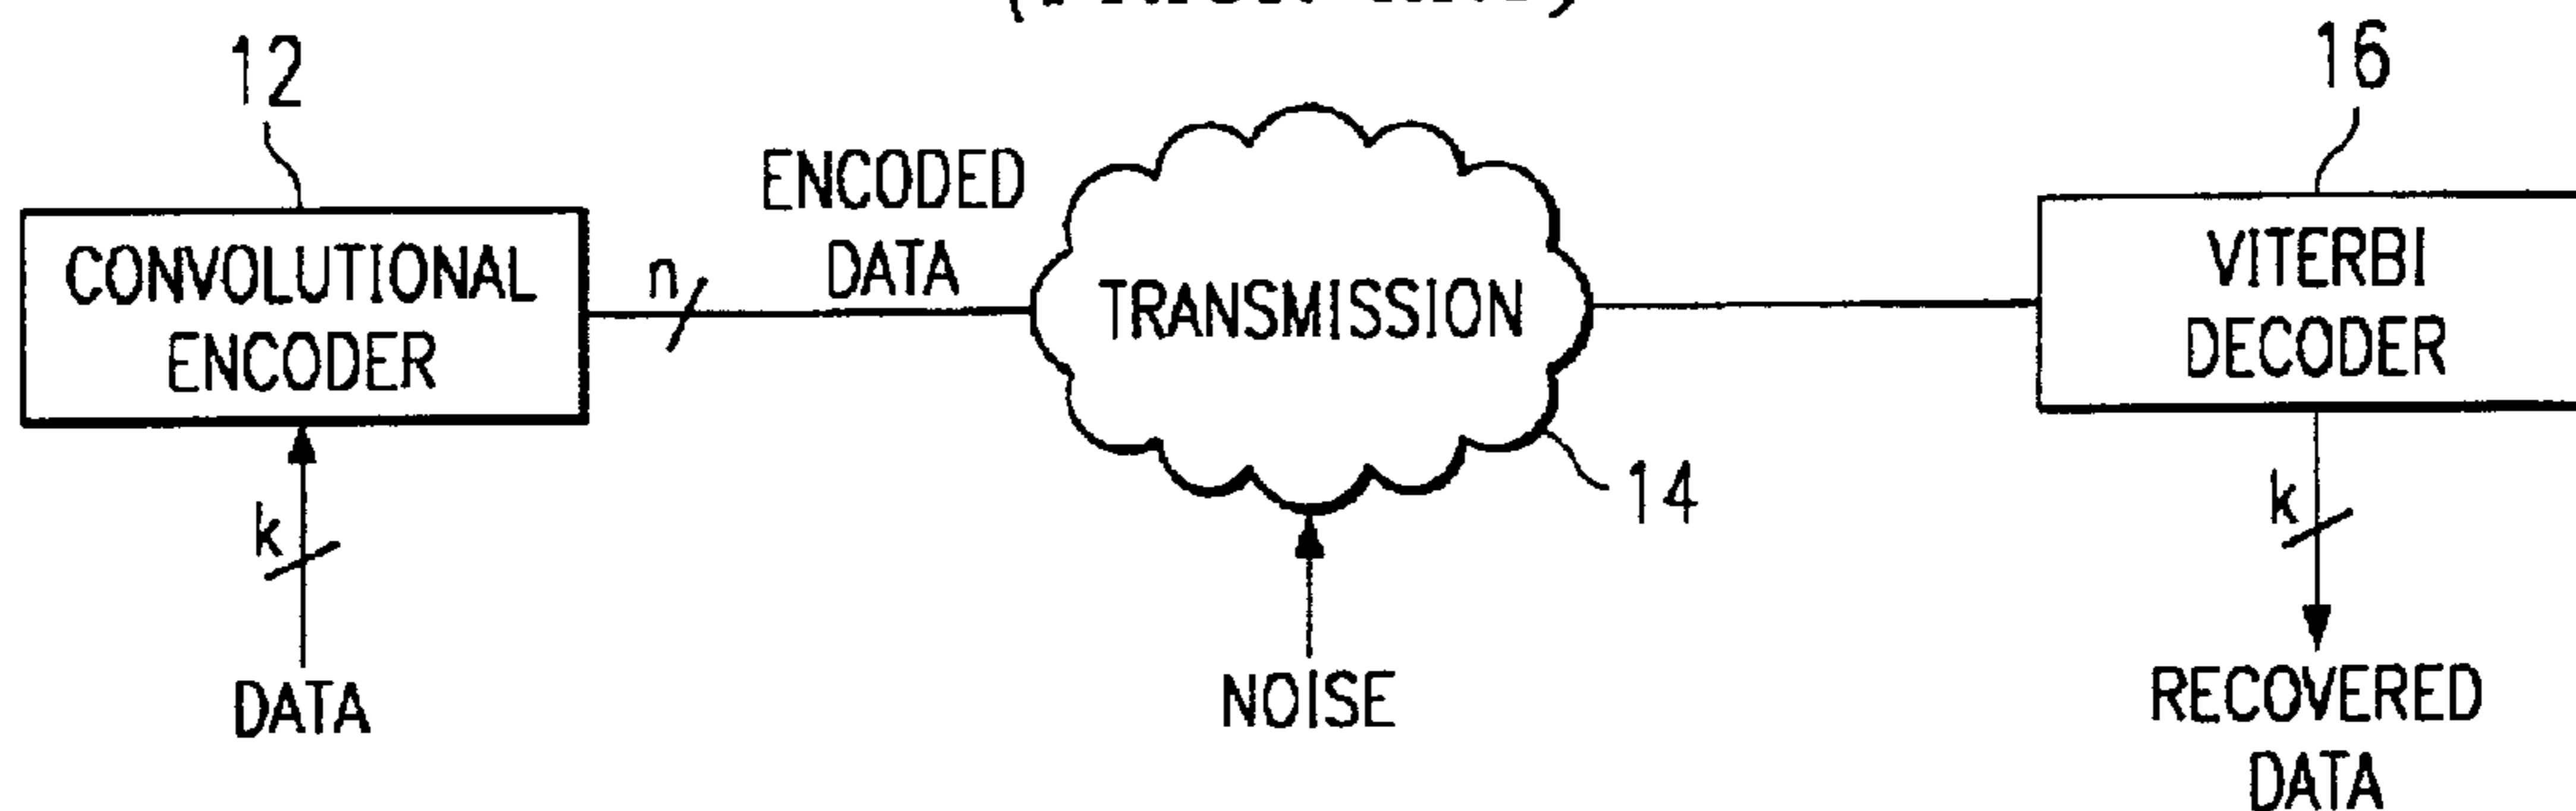 12
16
ENCODED
DATA
CONVOLUTIONAL
ENCODER
n
TRANSMISSION
VITERBI
DECODER
14
k
k
DATA
NOISE
RECOVERED
DATA